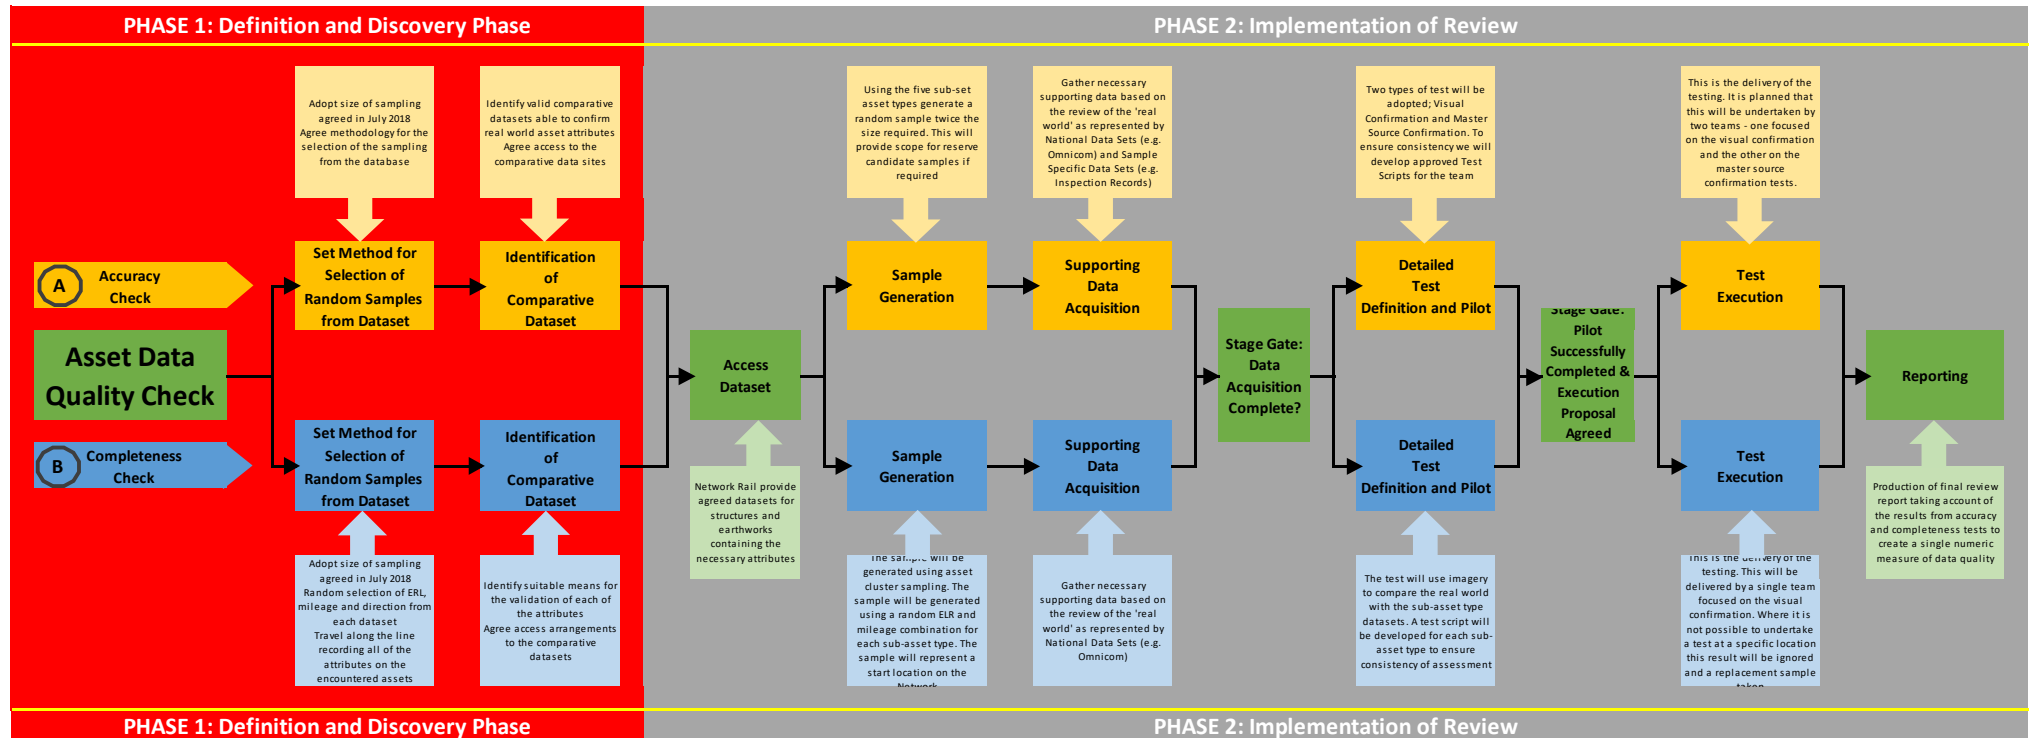 PHASE 1: Definition and Discovery Phase
PHASE 2: Implementation of Review
Adopt size of sampling
agreed in July 2018
Agree methodology for the
selection of the sampling
from the database
Identify valid comparative
datasets able to confirm
real world asset attributes
Agree access to the
comparative data sites
Using the five sub-set
asset types generate a
random sample twice the
size required. This will
provide scope for reserve
candidate samples if
required
Gather necessary
supporting data based on
the review of the 'real
world' as represented by
National Data Sets (e.g.
Omnicom) and Sample
Specific Data Sets (e.g.
Inspection Records)
Two types of test will be
adopted; Visual
Confirmation and Master
Source Confirmation. To
ensure consistency we will
develop approved Test
Scripts for the team
This is the delivery of the
testing. It is planned that
this will be undertaken by
two teams - one focused
on the visual confirmation
and the other on the
master source
confirmation tests.
A
Accuracy
Check
Set Method for
Selection of
Random Samples
from Dataset
Identification
of
Comparative
Dataset
Sample
Generation
Supporting
Data
Acquisition
Detailed
Test
Definition and Pilot
Test
Execution
Asset Data
Quality Check
Access
Dataset
Stage Gate:
Data
Acquisition
Complete?
Stage Gate:
Pilot
Successfully
Completed &
Execution
Proposal
Agreed
Reporting
B
Completeness
Check
Set Method for
Selection of
Random Samples
from Dataset
Identification
of
Comparative
Dataset
Sample
Generation
Supporting
Data
Acquisition
Detailed
Test
Definition and Pilot
Test
Execution
Network Rail provide
agreed datasets for
structures and
earthworks
containing the
necessary attributes
Production of final review
report taking account of
the results from accuracy
and completeness tests to
create a single numeric
measure of data quality
Adopt size of sampling
agreed in July 2018
Random selection of ERL,
mileage and direction from
each dataset
Travel along the line
recording all of the
attributes on the
encountered assets
Identify suitable means for
the validation of each of
the attributes
Agree access arrangements
to the comparative
datasets
The sample will be
generated using asset
cluster sampling. The
sample will be generated
using a random ELR and
mileage combination for
each sub-asset type. The
sample will represent a
start location on the
Network
Gather necessary
supporting data based on
the review of the 'real
world' as represented by
National Data Sets (e.g.
Omnicom)
The test will use imagery
to compare the real world
with the sub-asset type
datasets. A test script will
be developed for each sub-
asset type to ensure
consistency of assessment
This is the delivery of the
testing. This will be
delivered by a single team
focused on the visual
confirmation. Where it is
not possible to undertake
a test at a specific location
this result will be ignored
and a replacement sample
taken
PHASE 1: Definition and Discovery Phase
PHASE 2: Implementation of Review